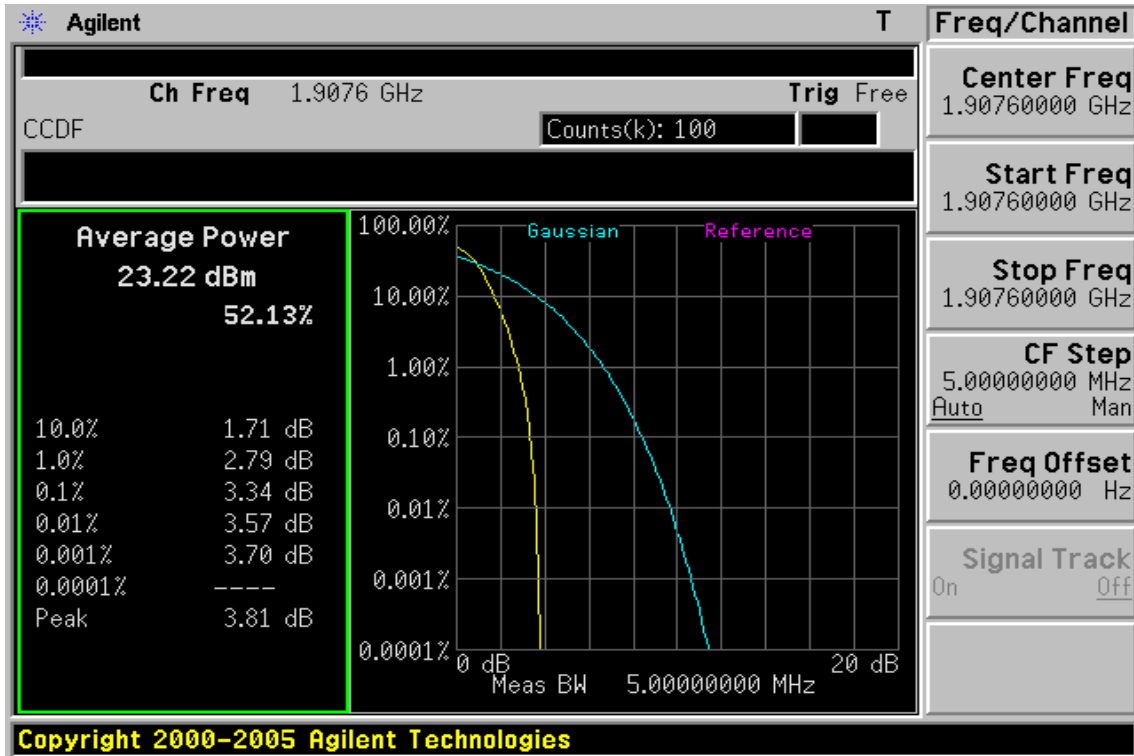 Agilent
T
Freq/Channel
Ch Freq 1.9076 GHz
Trig Free
CCDF
Counts(k): 100
Average Power
23.22 dBm
52.13%
10.0% 1.71 dB
1.0% 2.79 dB
0.1% 3.34 dB
0.01% 3.57 dB
0.001% 3.70 dB
0.0001% ----
Peak 3.81 dB
Gaussian
Reference
100.00%
10.00%
1.00%
0.10%
0.01%
0.001%
0.0001%
0 dB
20 dB
Meas BW 5.00000000 MHz
Center Freq
1.90760000 GHz
Start Freq
1.90760000 GHz
Stop Freq
1.90760000 GHz
CF Step
5.00000000 MHz
Auto Man
Freq Offset
0.00000000 Hz
Signal Track
On Off
Copyright 2000-2005 Agilent Technologies